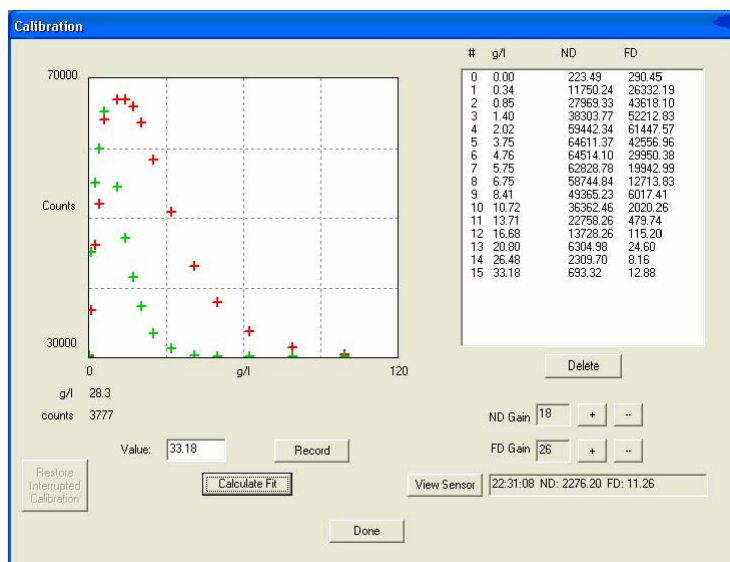 Calibration
# g/l ND FD
70000
Counts
30000
0 g/l 120
g/l 28.3
counts 3777
0 0.00 223.49 290.45
1 0.34 11750.24 26332.19
2 0.85 27969.33 43618.10
3 1.40 38303.77 52212.83
4 2.02 59442.34 61447.57
5 3.75 64611.37 42556.96
6 4.76 64514.10 29950.38
7 5.75 62828.78 19942.99
8 6.75 58744.84 12713.83
9 8.41 49365.23 6017.41
10 10.72 36362.46 2020.26
11 13.71 22758.26 479.74
12 16.68 13728.26 115.20
13 20.80 6304.98 24.60
14 26.48 2309.70 8.16
15 33.18 693.32 12.88
Delete
ND Gain 18 + --
FD Gain 26 + --
Value: 33.18 Record
Restore
Interrupted
Calibration
Calculate Fit
View Sensor 22:31:08 ND: 2276.20 FD: 11.26
Done